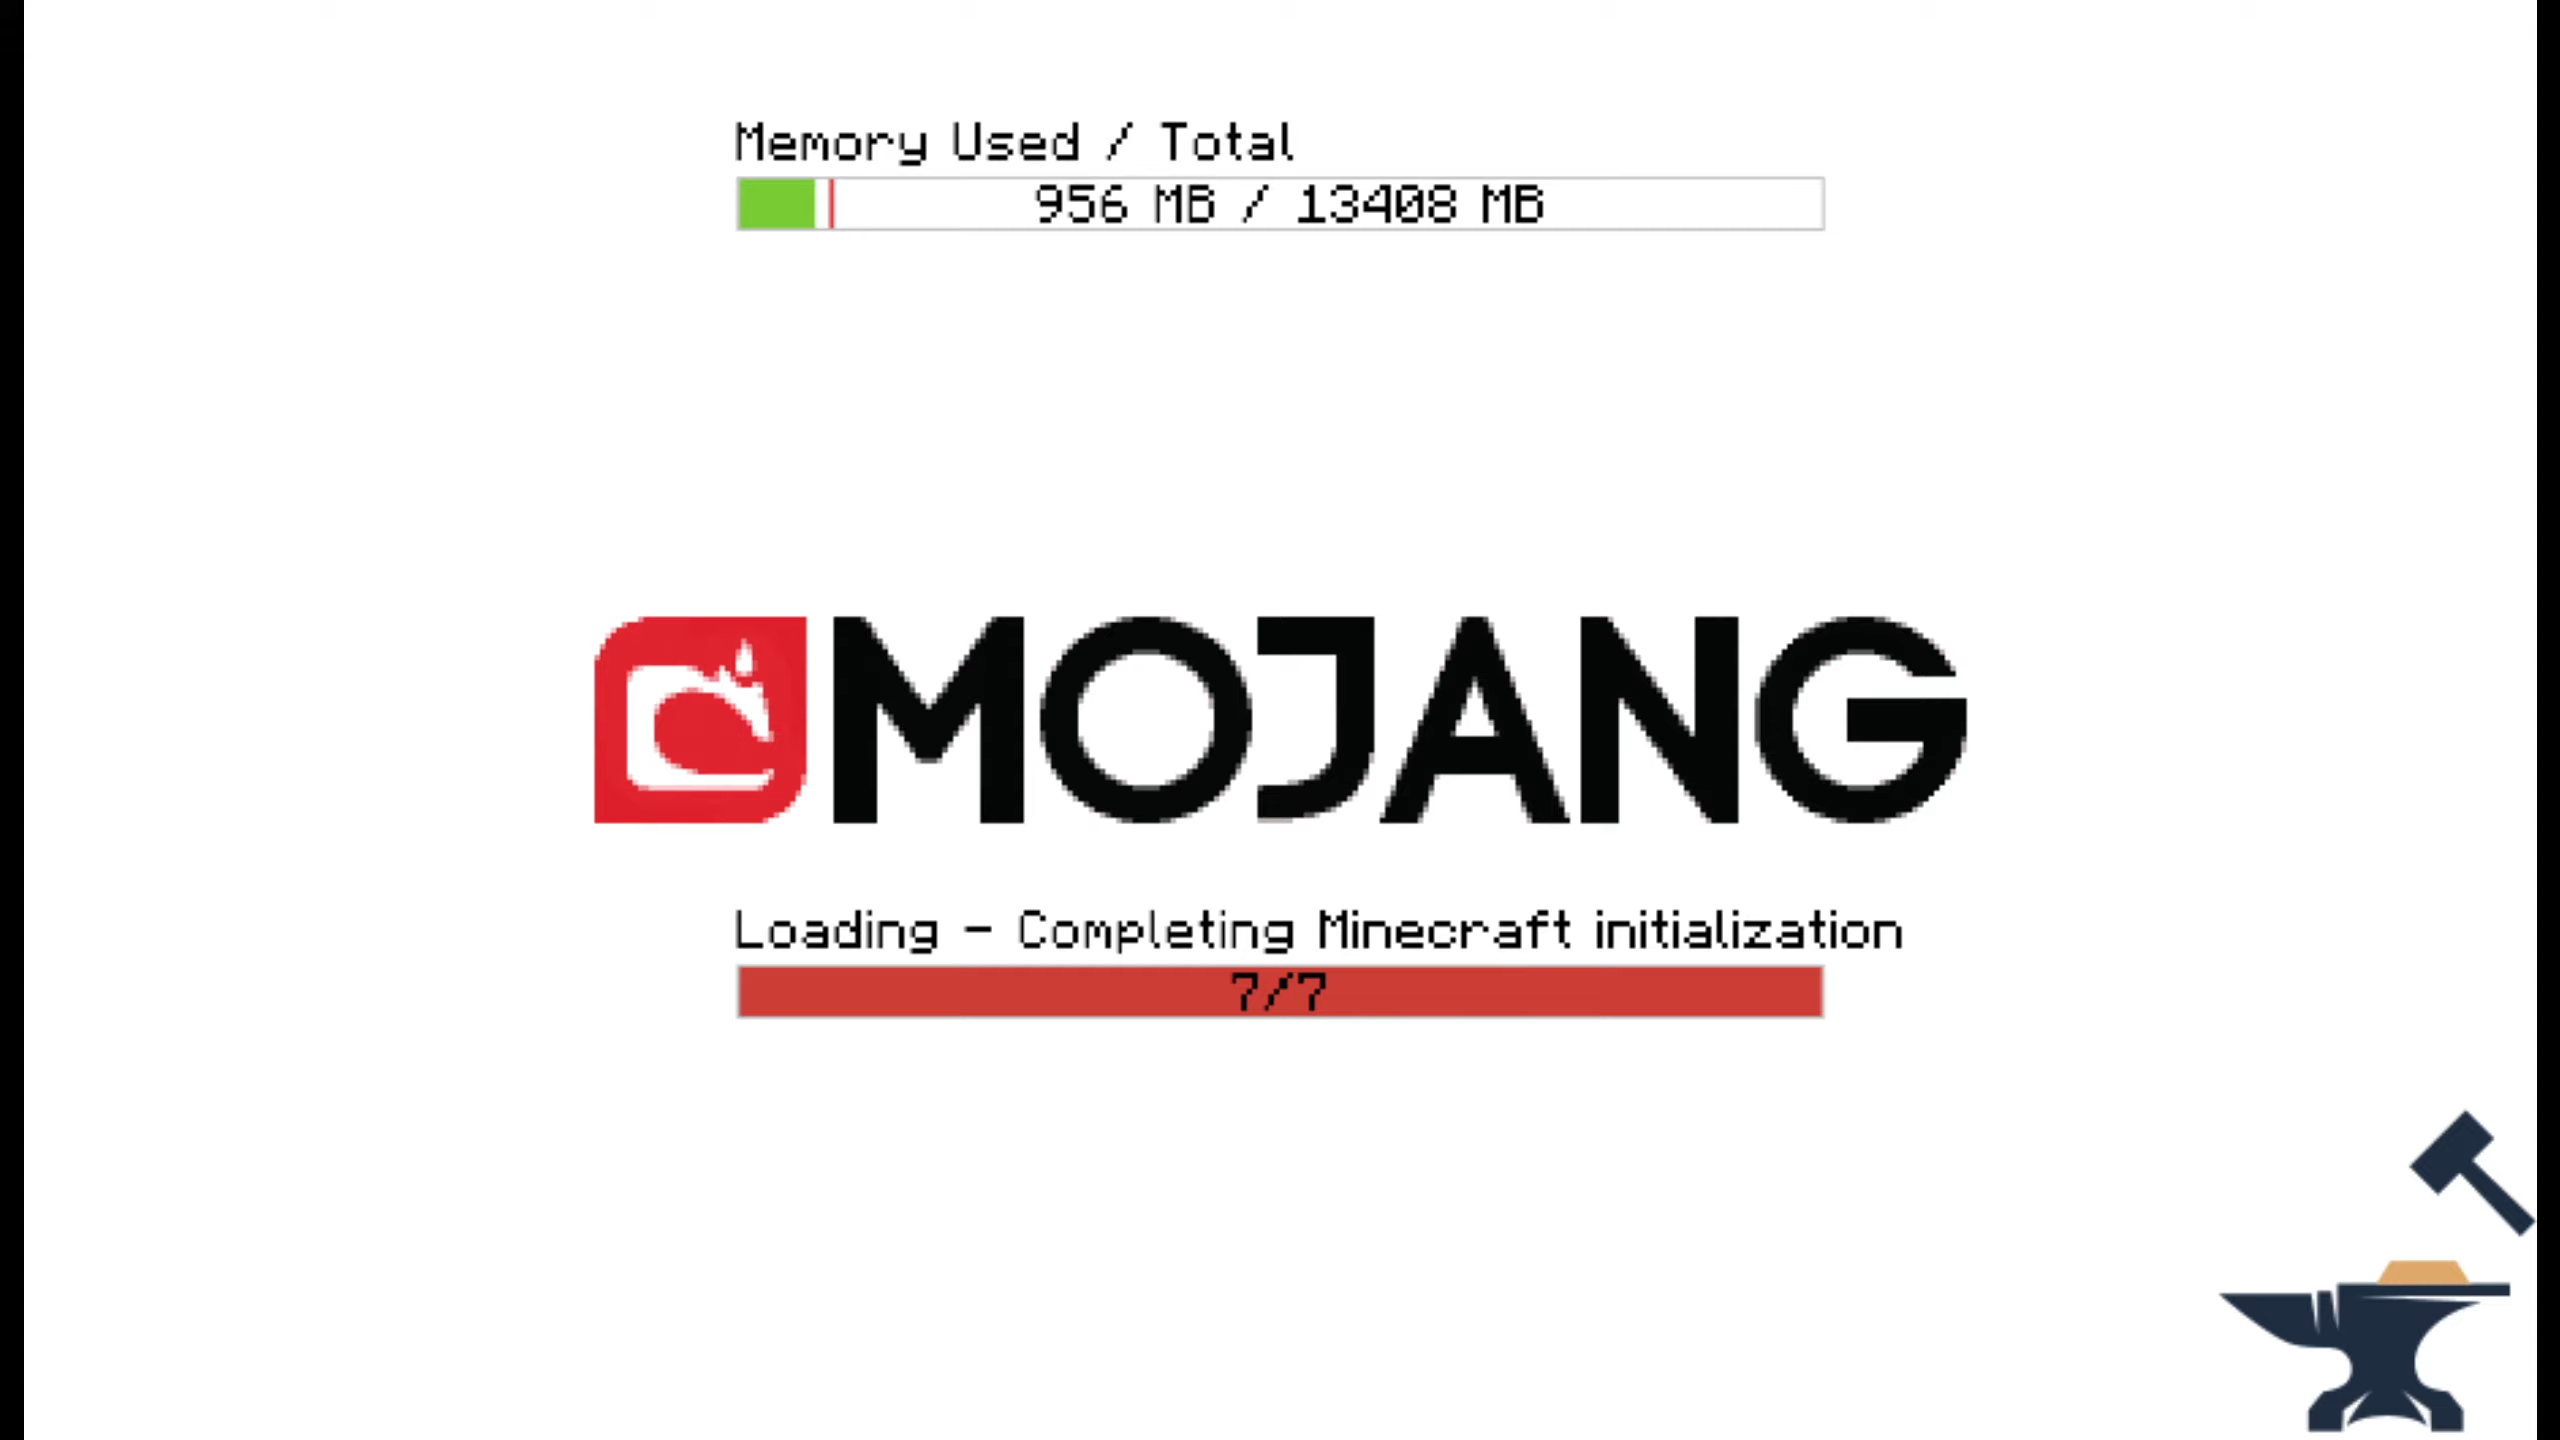 Memory Used / Total
956 MB / 13408 MB
MOJANG
Loading - Completing Minecraft initialization
7/7